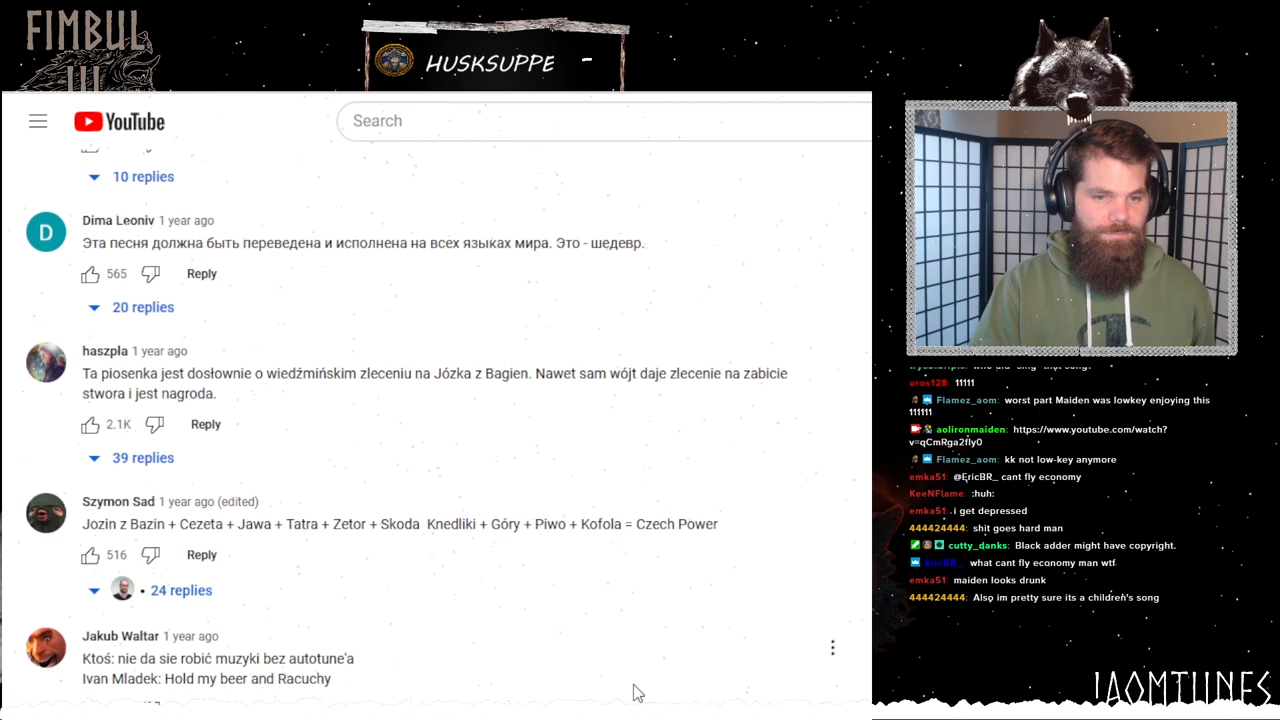 FIMBUL
III
HUSKSUPPE
YouTube
Search
10 replies
D
Dima Leoniv 1 year ago
Эта песня должна быть переведена и исполнена на всех языках мира. Это - шедевр.
565 Reply
20 replies
haszpla 1 year ago
Ta piosenka jest dosłownie o wiedźmińskim zleceniu na Józka z Bagien. Nawet sam wójt daje zlecenie na zabicie
stwora i jest nagroda.
2.1K Reply
39 replies
Szymon Sad 1 year ago (edited)
Jozin z Bazin + Cezeta + Jawa + Tatra + Zetor + Skoda Knedliki + Góry + Piwo + Kofola = Czech Power
516 Reply
24 replies
Jakub Waltar 1 year ago
Ktoś: nie da sie robić muzyki bez autotune'a
Ivan Mladek: Hold my beer and Racuchy
uros128: 11111
Flamez_aom: worst part Maiden was lowkey enjoying this
111111
aolironmaiden: https://www.youtube.com/watch?
v=qCmRga2fly0
Flamez_aom: kk not low-key anymore
emka51: @EricBR_ cant fly economy
KeeNFlame: :huh:
emka51: i get depressed
444424444: shit goes hard man
cutty_danks: Black adder might have copyright.
EricBR_: what cant fly economy man wtf
emka51: maiden looks drunk
444424444: Also im pretty sure its a children's song